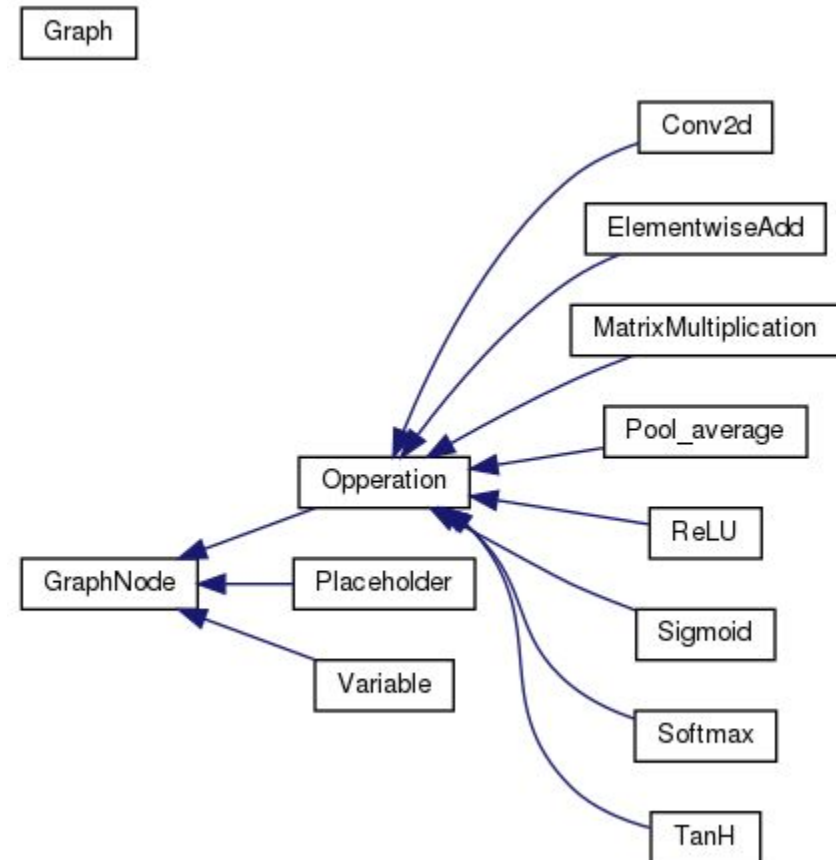 Graph
Conv2d
ElementwiseAdd
MatrixMultiplication
Pool_average
Opperation
ReLU
GraphNode
Placeholder
Sigmoid
Variable
Softmax
TanH